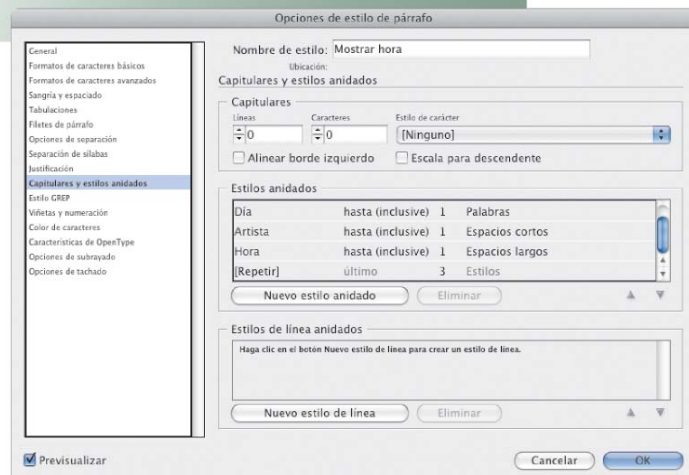 Opciones de estilo de párrafo
General
Formatos de caracteres básicos
Formatos de caracteres avanzados
Sangría y espaciado
Tabulaciones
Filetes de párrafo
Opciones de separación
Separación de sílabas
Justificación
Capitulares y estilos anidados
Estilo GREP
Viñetas y numeración
Color de caracteres
Características de OpenType
Opciones de subrayado
Opciones de tachado
Nombre de estilo: Mostrar hora
Ubicación:
Capitulares y estilos anidados
Capitulares
Líneas Caracteres Estilo de carácter
0 0 [Ninguno]
Alinear borde izquierdo Escala para descendente
Estilos anidados
Día hasta (inclusive) 1 Palabras
Artista hasta (inclusive) 1 Espacios cortos
Hora hasta (inclusive) 1 Espacios largos
[Repetir] último 3 Estilos
Nuevo estilo anidado Eliminar
Estilos de línea anidados
Haga clic en el botón Nuevo estilo de línea para crear un estilo de línea.
Nuevo estilo de línea Eliminar
Previsualizar Cancelar OK